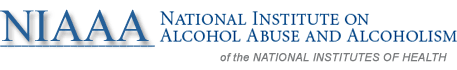 NIAAA
NATIONAL INSTITUTE ON
ALCOHOL ABUSE AND ALCOHOLISM
of the NATIONAL INSTITUTES OF HEALTH